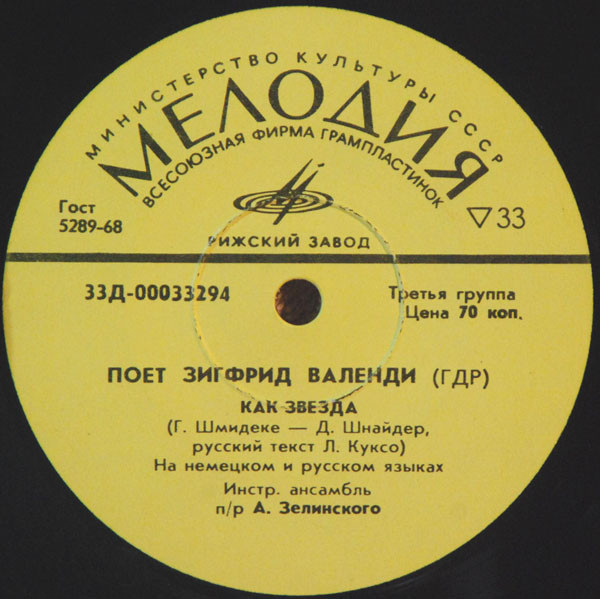 МИНИСТЕРСТВО КУЛЬТУРЫ СССР
МЕЛОДИЯ
ВСЕСОЮЗНАЯ ФИРМА ГРАМПЛАСТИНОК
Гост
5289-68
▽33
РИЖСКИЙ ЗАВОД
33Д-00033294
Третья группа
Цена 70 коп.
ПОЕТ ЗИГФРИД ВАЛЕНДИ (ГДР)
КАК ЗВЕЗДА
(Г. Шмидеке — Д. Шнайдер,
русский текст Л. Куксо)
На немецком и русском языках
Инстр. ансамбль
п/р А. Зелинского